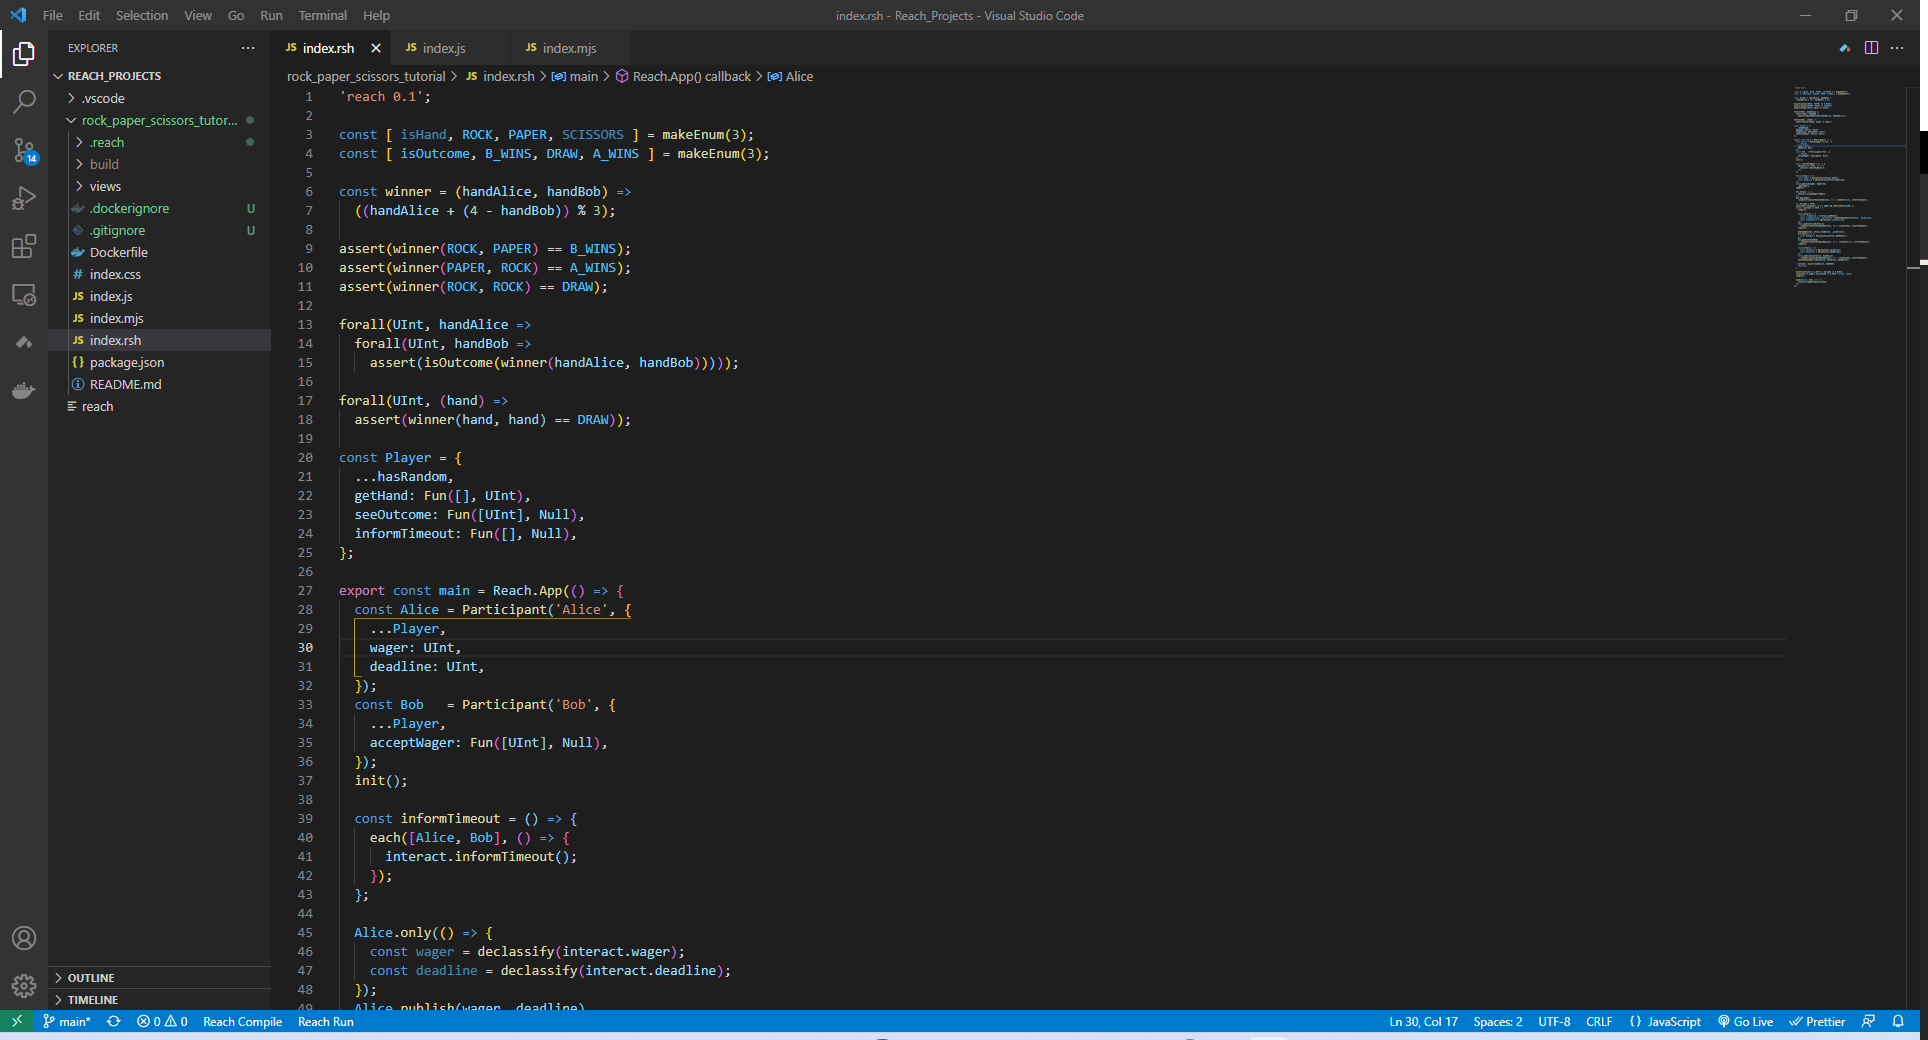 File Edit Selection View Go Run Terminal Help
index.rsh - Reach_Projects - Visual Studio Code
EXPLORER
REACH_PROJECTS
.vscode
rock_paper_scissors_tutor...
.reach
build
views
.dockerignore U
.gitignore U
Dockerfile
# index.css
JS index.js
JS index.mjs
JS index.rsh
{} package.json
README.md
reach
OUTLINE
TIMELINE
14
JS index.rsh
JS index.js
JS index.mjs
rock_paper_scissors_tutorial > JS index.rsh > main > Reach.App() callback > Alice
1 'reach 0.1';
2
3 const [ isHand, ROCK, PAPER, SCISSORS ] = makeEnum(3);
4 const [ isOutcome, B_WINS, DRAW, A_WINS ] = makeEnum(3);
5
6 const winner = (handAlice, handBob) =>
7 ((handAlice + (4 - handBob)) % 3);
8
9 assert(winner(ROCK, PAPER) == B_WINS);
10 assert(winner(PAPER, ROCK) == A_WINS);
11 assert(winner(ROCK, ROCK) == DRAW);
12
13 forall(UInt, handAlice =>
14 forall(UInt, handBob =>
15 assert(isOutcome(winner(handAlice, handBob)))));
16
17 forall(UInt, (hand) =>
18 assert(winner(hand, hand) == DRAW));
19
20 const Player = {
21 ...hasRandom,
22 getHand: Fun([], UInt),
23 seeOutcome: Fun([UInt], Null),
24 informTimeout: Fun([], Null),
25 };
26
27 export const main = Reach.App(() => {
28 const Alice = Participant('Alice', {
29 ...Player,
30 wager: UInt,
31 deadline: UInt,
32 });
33 const Bob   = Participant('Bob', {
34 ...Player,
35 acceptWager: Fun([UInt], Null),
36 });
37 init();
38
39 const informTimeout = () => {
40 each([Alice, Bob], () => {
41 interact.informTimeout();
42 });
43 };
44
45 Alice.only(() => {
46 const wager = declassify(interact.wager);
47 const deadline = declassify(interact.deadline);
48 });
49 Alice.publish(wager, deadline)
main* 0 0 Reach Compile Reach Run
Ln 30, Col 17 Spaces: 2 UTF-8 CRLF {} JavaScript Go Live Prettier